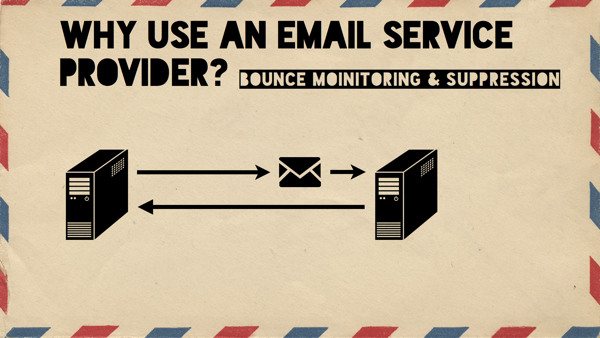 WHY USE AN EMAIL SERVICE
PROVIDER? BOUNCE MOINITORING & SUPPRESSION